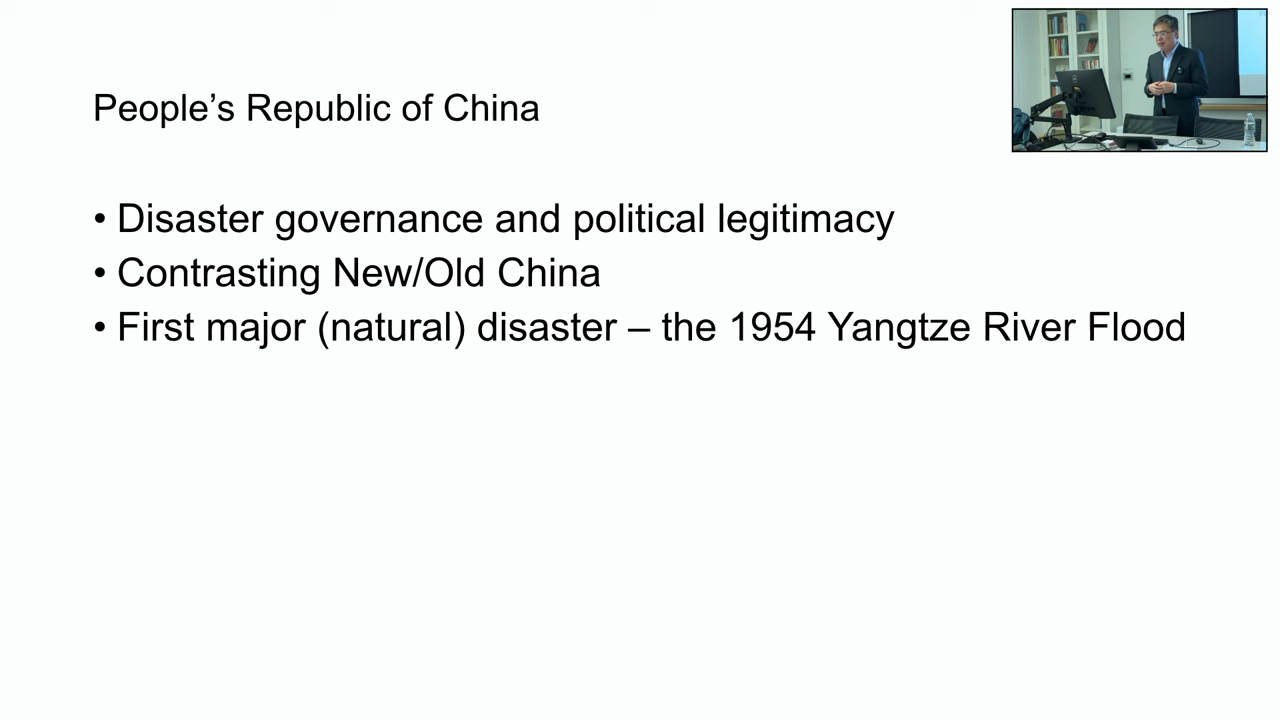 People’s Republic of China
• Disaster governance and political legitimacy
• Contrasting New/Old China
• First major (natural) disaster – the 1954 Yangtze River Flood